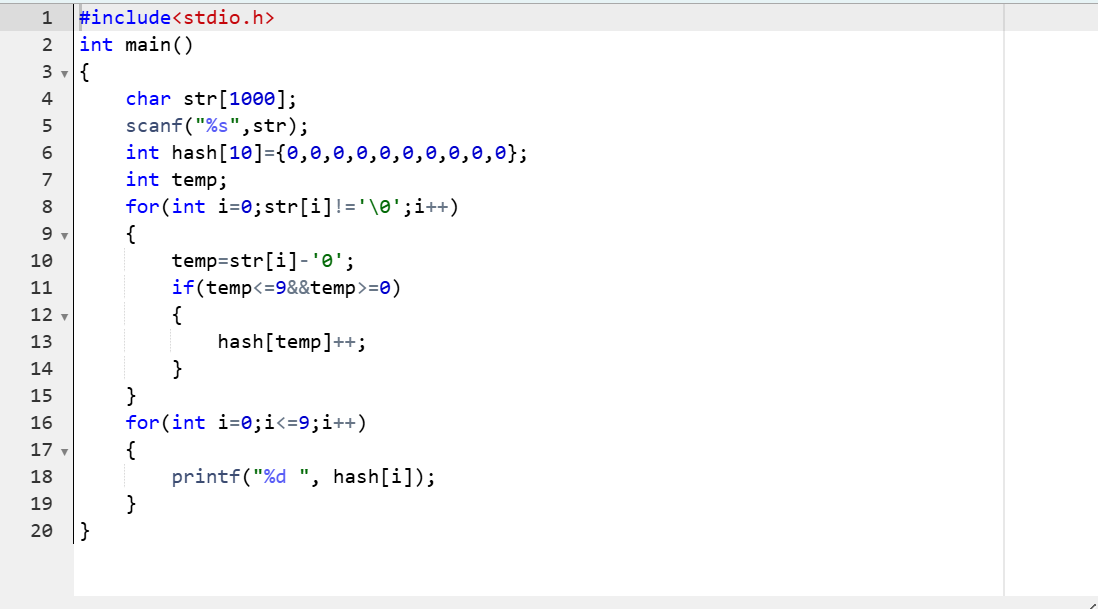 1 #include<stdio.h>
2 int main()
3 {
4     char str[1000];
5     scanf("%s",str);
6     int hash[10]={0,0,0,0,0,0,0,0,0,0};
7     int temp;
8     for(int i=0;str[i]!='\0';i++)
9     {
10         temp=str[i]-'0';
11         if(temp<=9&&temp>=0)
12         {
13             hash[temp]++;
14         }
15     }
16     for(int i=0;i<=9;i++)
17     {
18         printf("%d ", hash[i]);
19     }
20 }